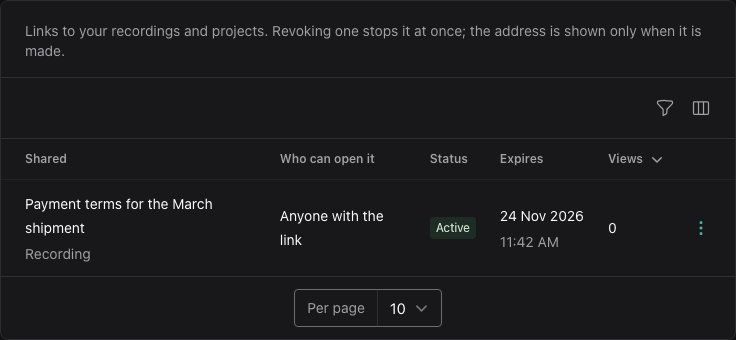 Links to your recordings and projects. Revoking one stops it at once; the address is shown only when it is
made.
Shared
Who can open it
Status
Expires
Views
Payment terms for the March
shipment
Recording
Anyone with the
link
Active
24 Nov 2026
11:42 AM
0
Per page
10